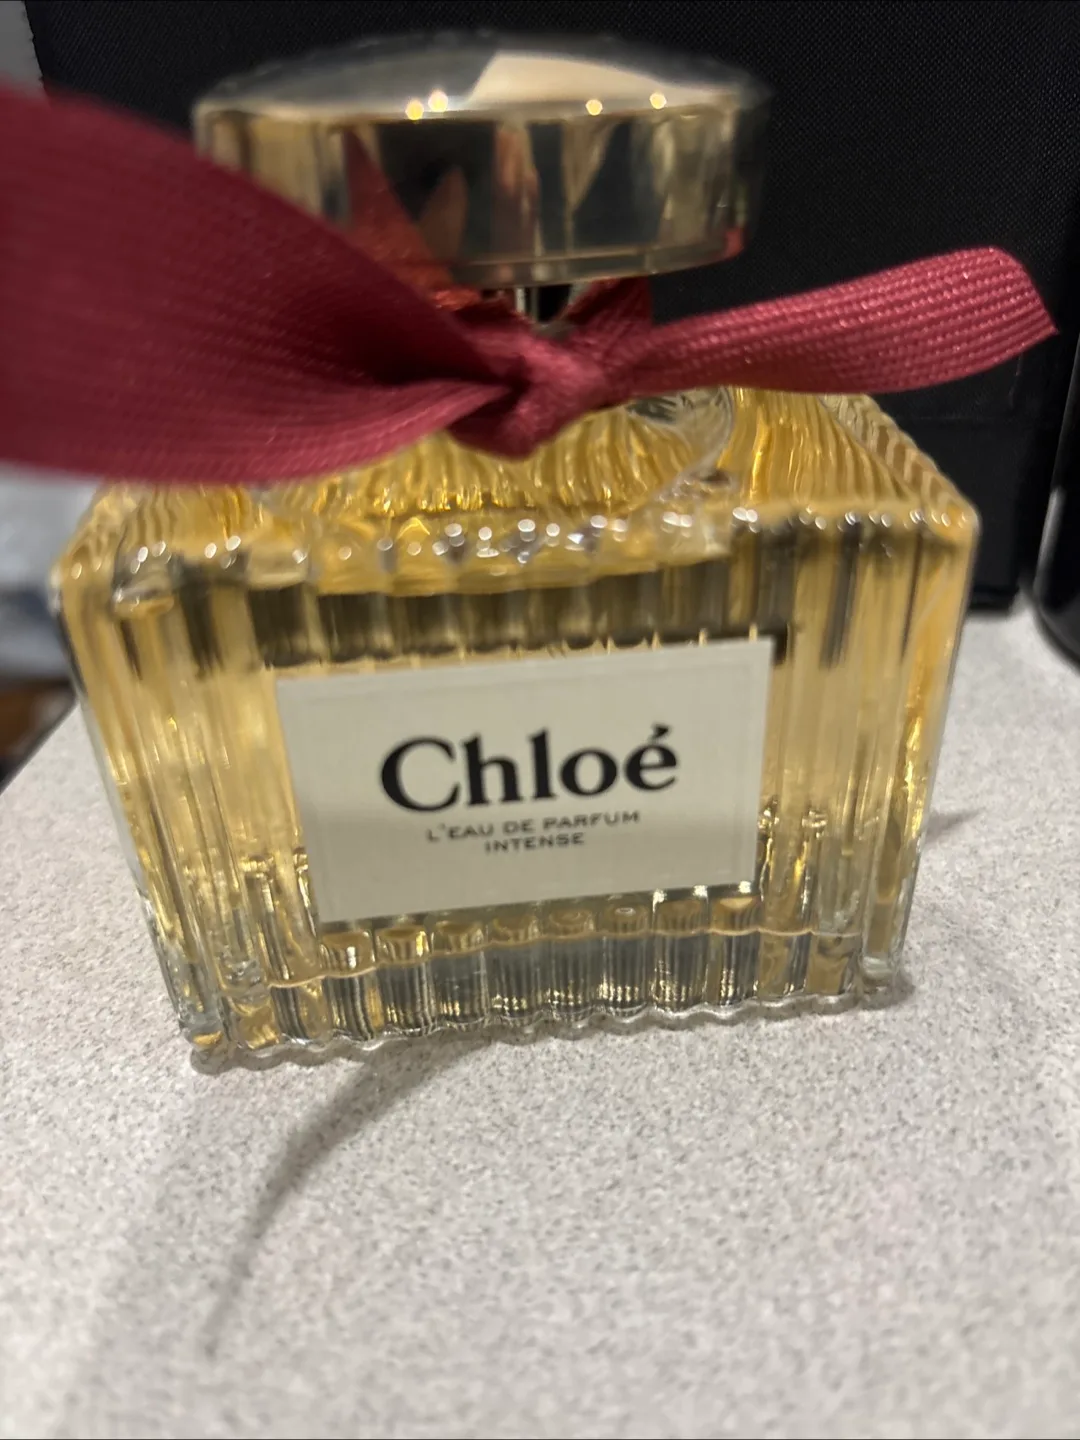 Chloé
L'EAU DE PARFUM
INTENSE